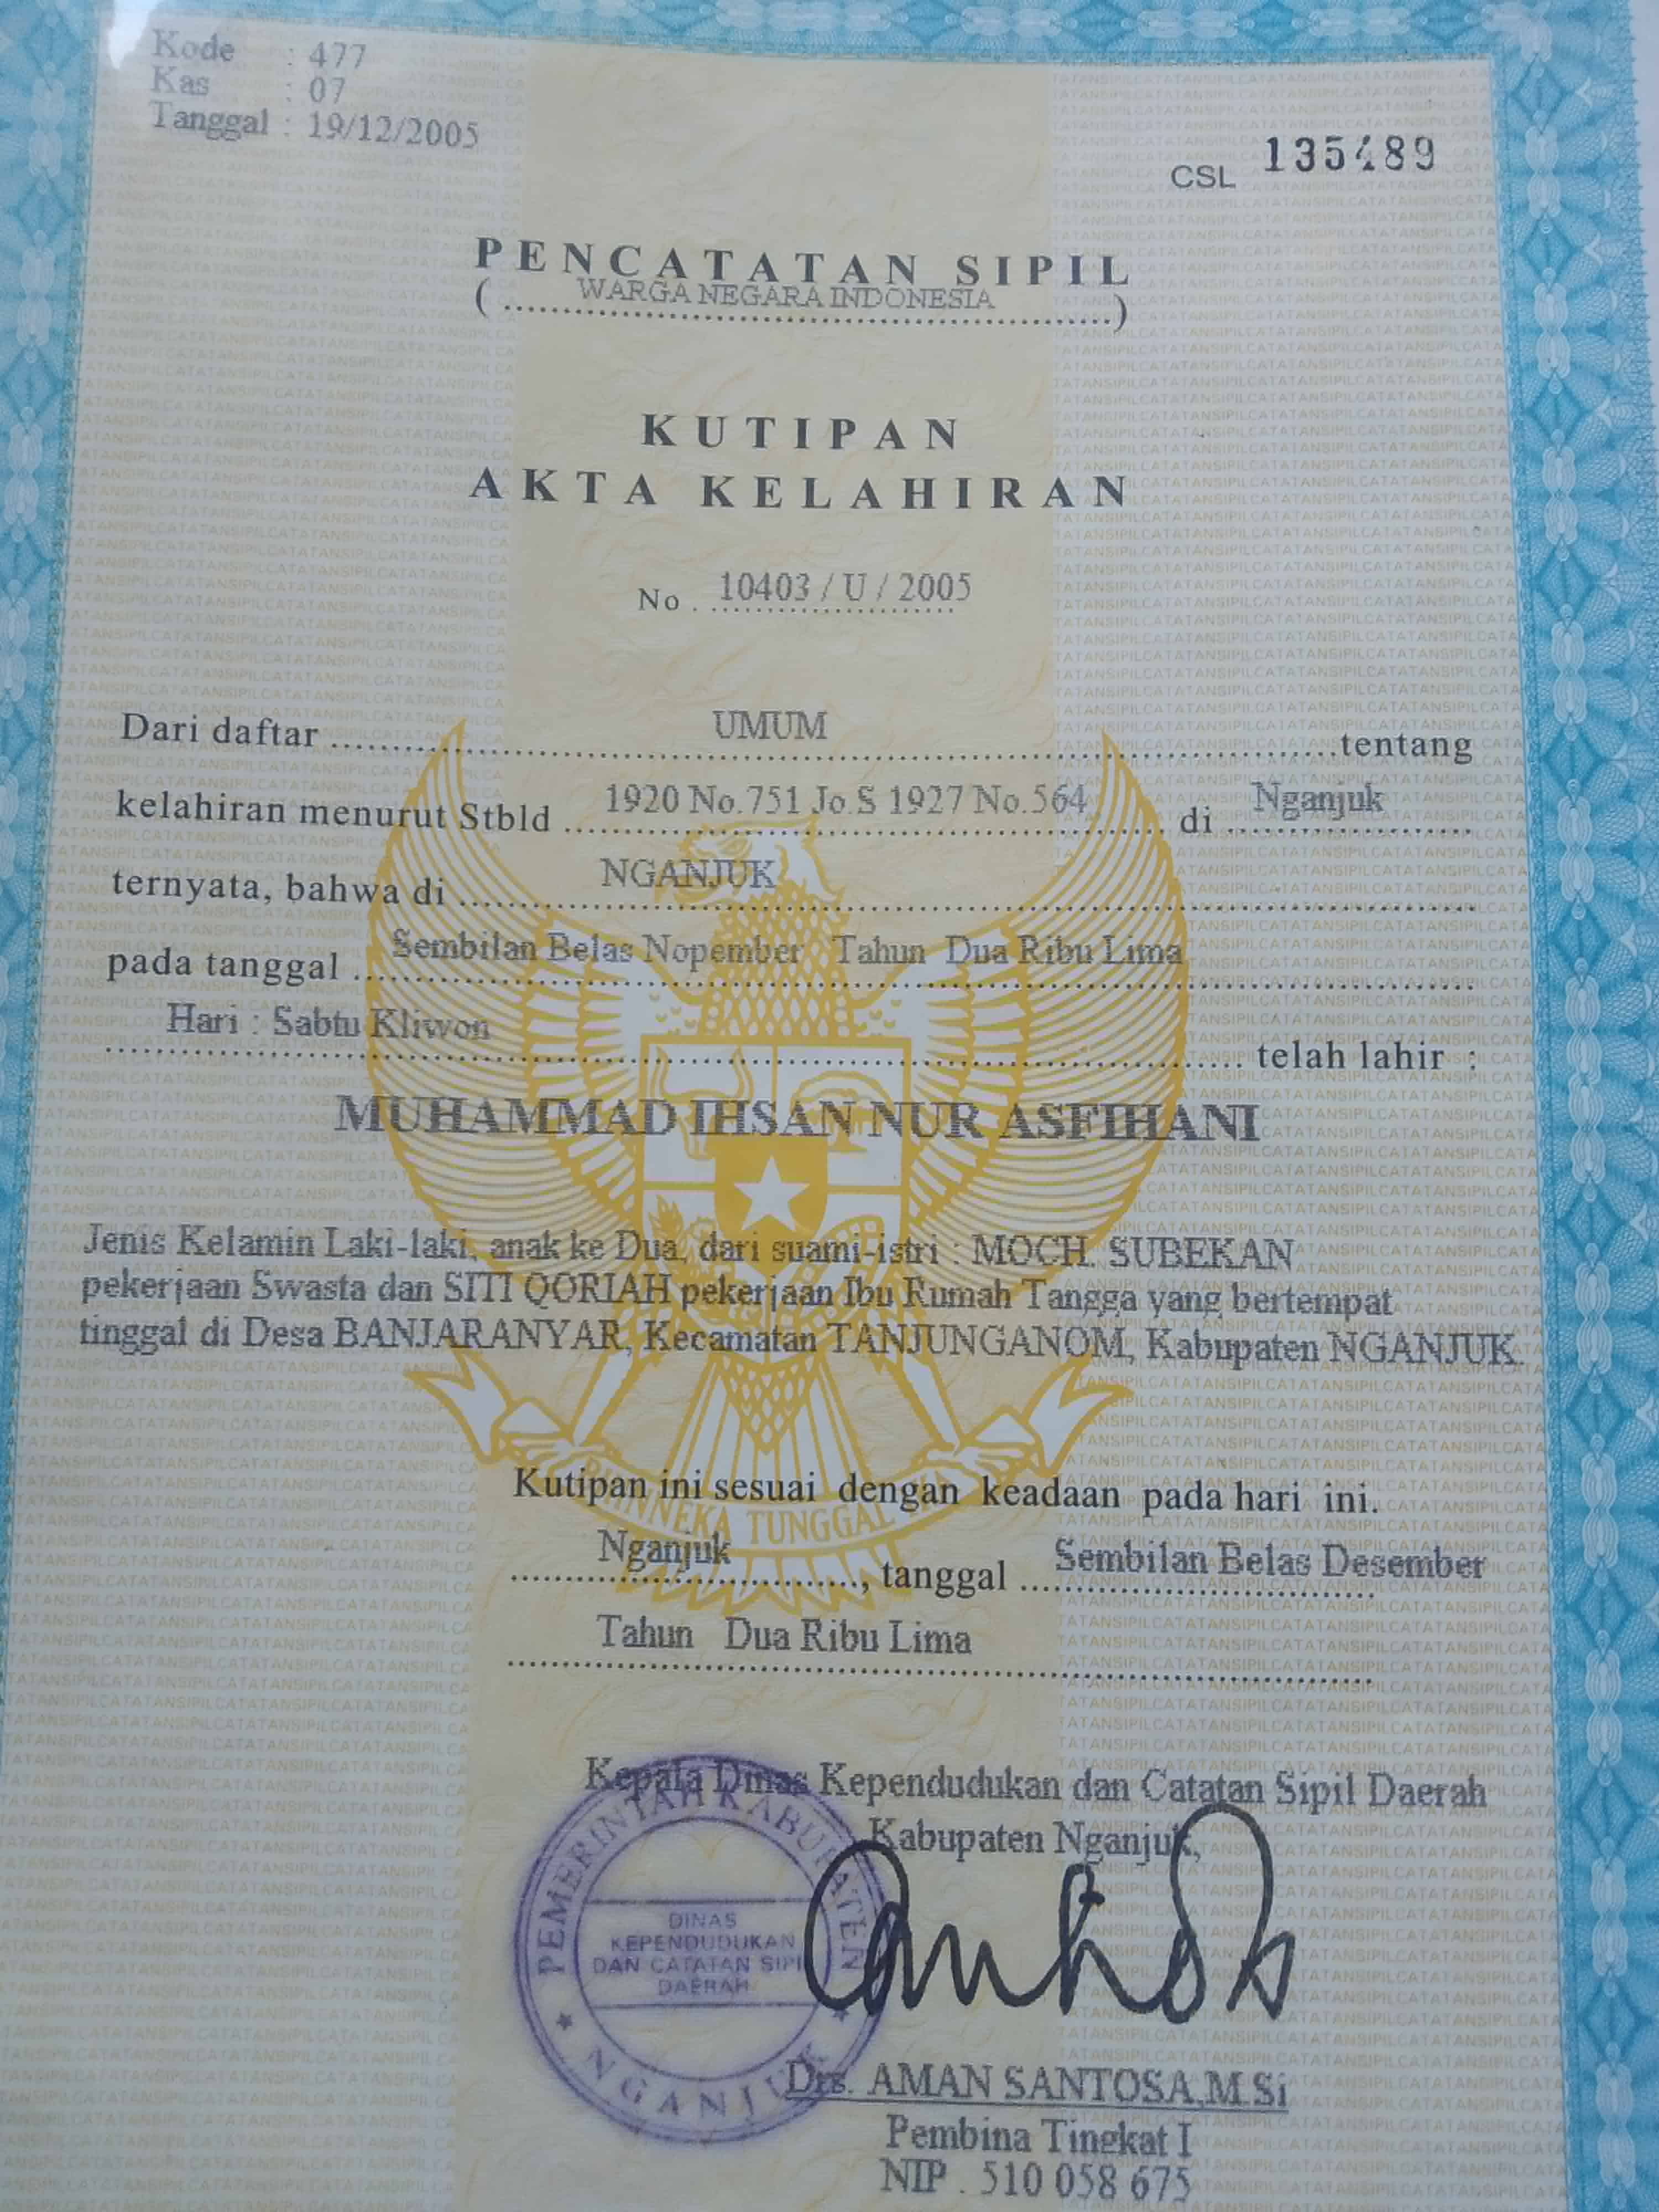 Kode : 477
Kas : 07
Tanggal : 19/12/2005
CSL 135489
PENCATATAN SIPIL
( WARGA NEGARA INDONESIA )
KUTIPAN
AKTA KELAHIRAN
No. 10403 / U / 2005
Dari daftar UMUM tentang
kelahiran menurut Stbld 1920 No.751 Jo.S 1927 No.564 di Nganjuk
ternyata, bahwa di NGANJUK
pada tanggal Sembilan Belas Nopember Tahun Dua Ribu Lima
Hari : Sabtu Kliwon telah lahir :
MUHAMMAD IHSAN NUR ASFIHANI
Jenis Kelamin Laki-laki, anak ke Dua, dari suami-istri : MOCH. SUBEKAN
pekerjaan Swasta dan SITI QORIAH pekerjaan Ibu Rumah Tangga yang bertempat
tinggal di Desa BANJARANYAR, Kecamatan TANJUNGANOM, Kabupaten NGANJUK.
Kutipan ini sesuai dengan keadaan pada hari ini.
TUNGGAL
Nganjuk, tanggal Sembilan Belas Desember
Tahun Dua Ribu Lima
Kepala Dinas Kependudukan dan Catatan Sipil Daerah
Kabupaten Nganjuk,
PEMERINTAH KABUPATEN
DINAS
KEPENDUDUKAN
DAN CATATAN SIPI
DAERAH
NGANJUK
Drs. AMAN SANTOSA,M.Si
Pembina Tingkat I
NIP. 510 058 675